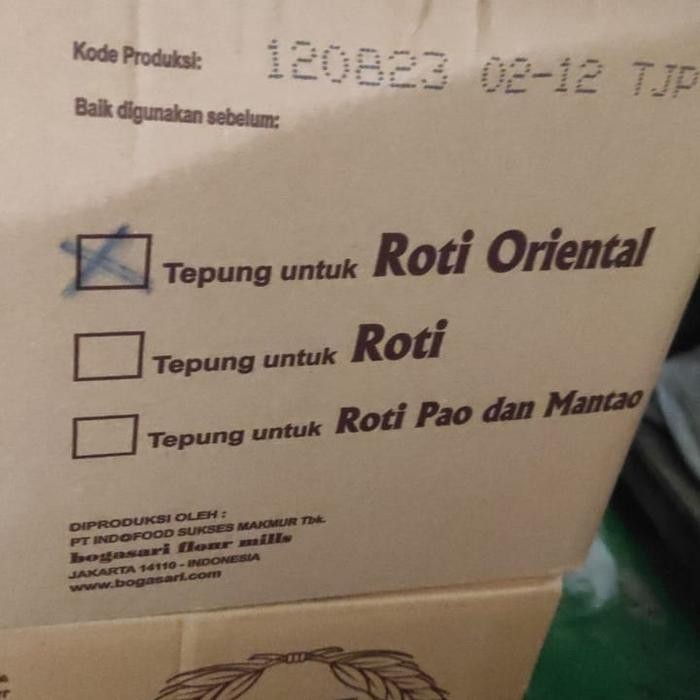 Kode Produksi: 120823 02-12 TJP
Baik digunakan sebelum:
Tepung untuk Roti Oriental
Tepung untuk Roti
Tepung untuk Roti Pao dan Mantao
DIPRODUKSI OLEH :
PT INDOFOOD SUKSES MAKMUR Tbk.
bogasari flour mills
JAKARTA 14110 - INDONESIA
www.bogasari.com